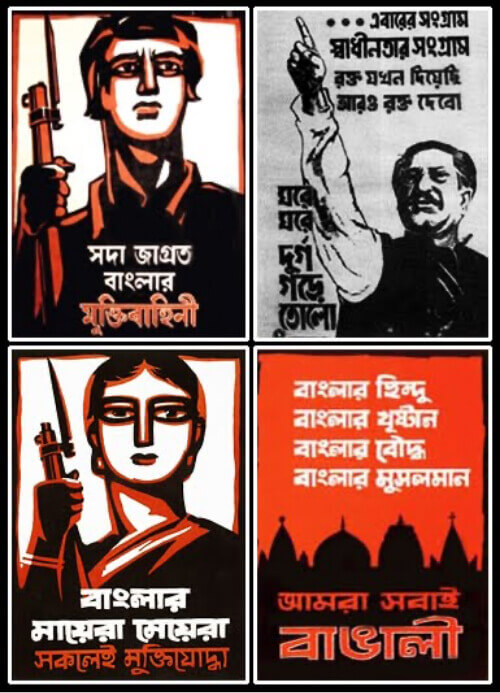 সদা জাগ্রত
বাংলার
মুক্তিবাহিনী
... এবারের সংগ্রাম
স্বাধীনতার সংগ্রাম
রক্ত যখন দিয়েছি
আরও রক্ত দেবো
ঘরে
ঘরে
দুর্গ
গড়ে
তোলো
বাংলার
মায়েরা মেয়েরা
সকলেই মুক্তিযোদ্ধা
বাংলার হিন্দু
বাংলার খৃষ্টান
বাংলার বৌদ্ধ
বাংলার মুসলমান
আমরা সবাই
বাঙালী